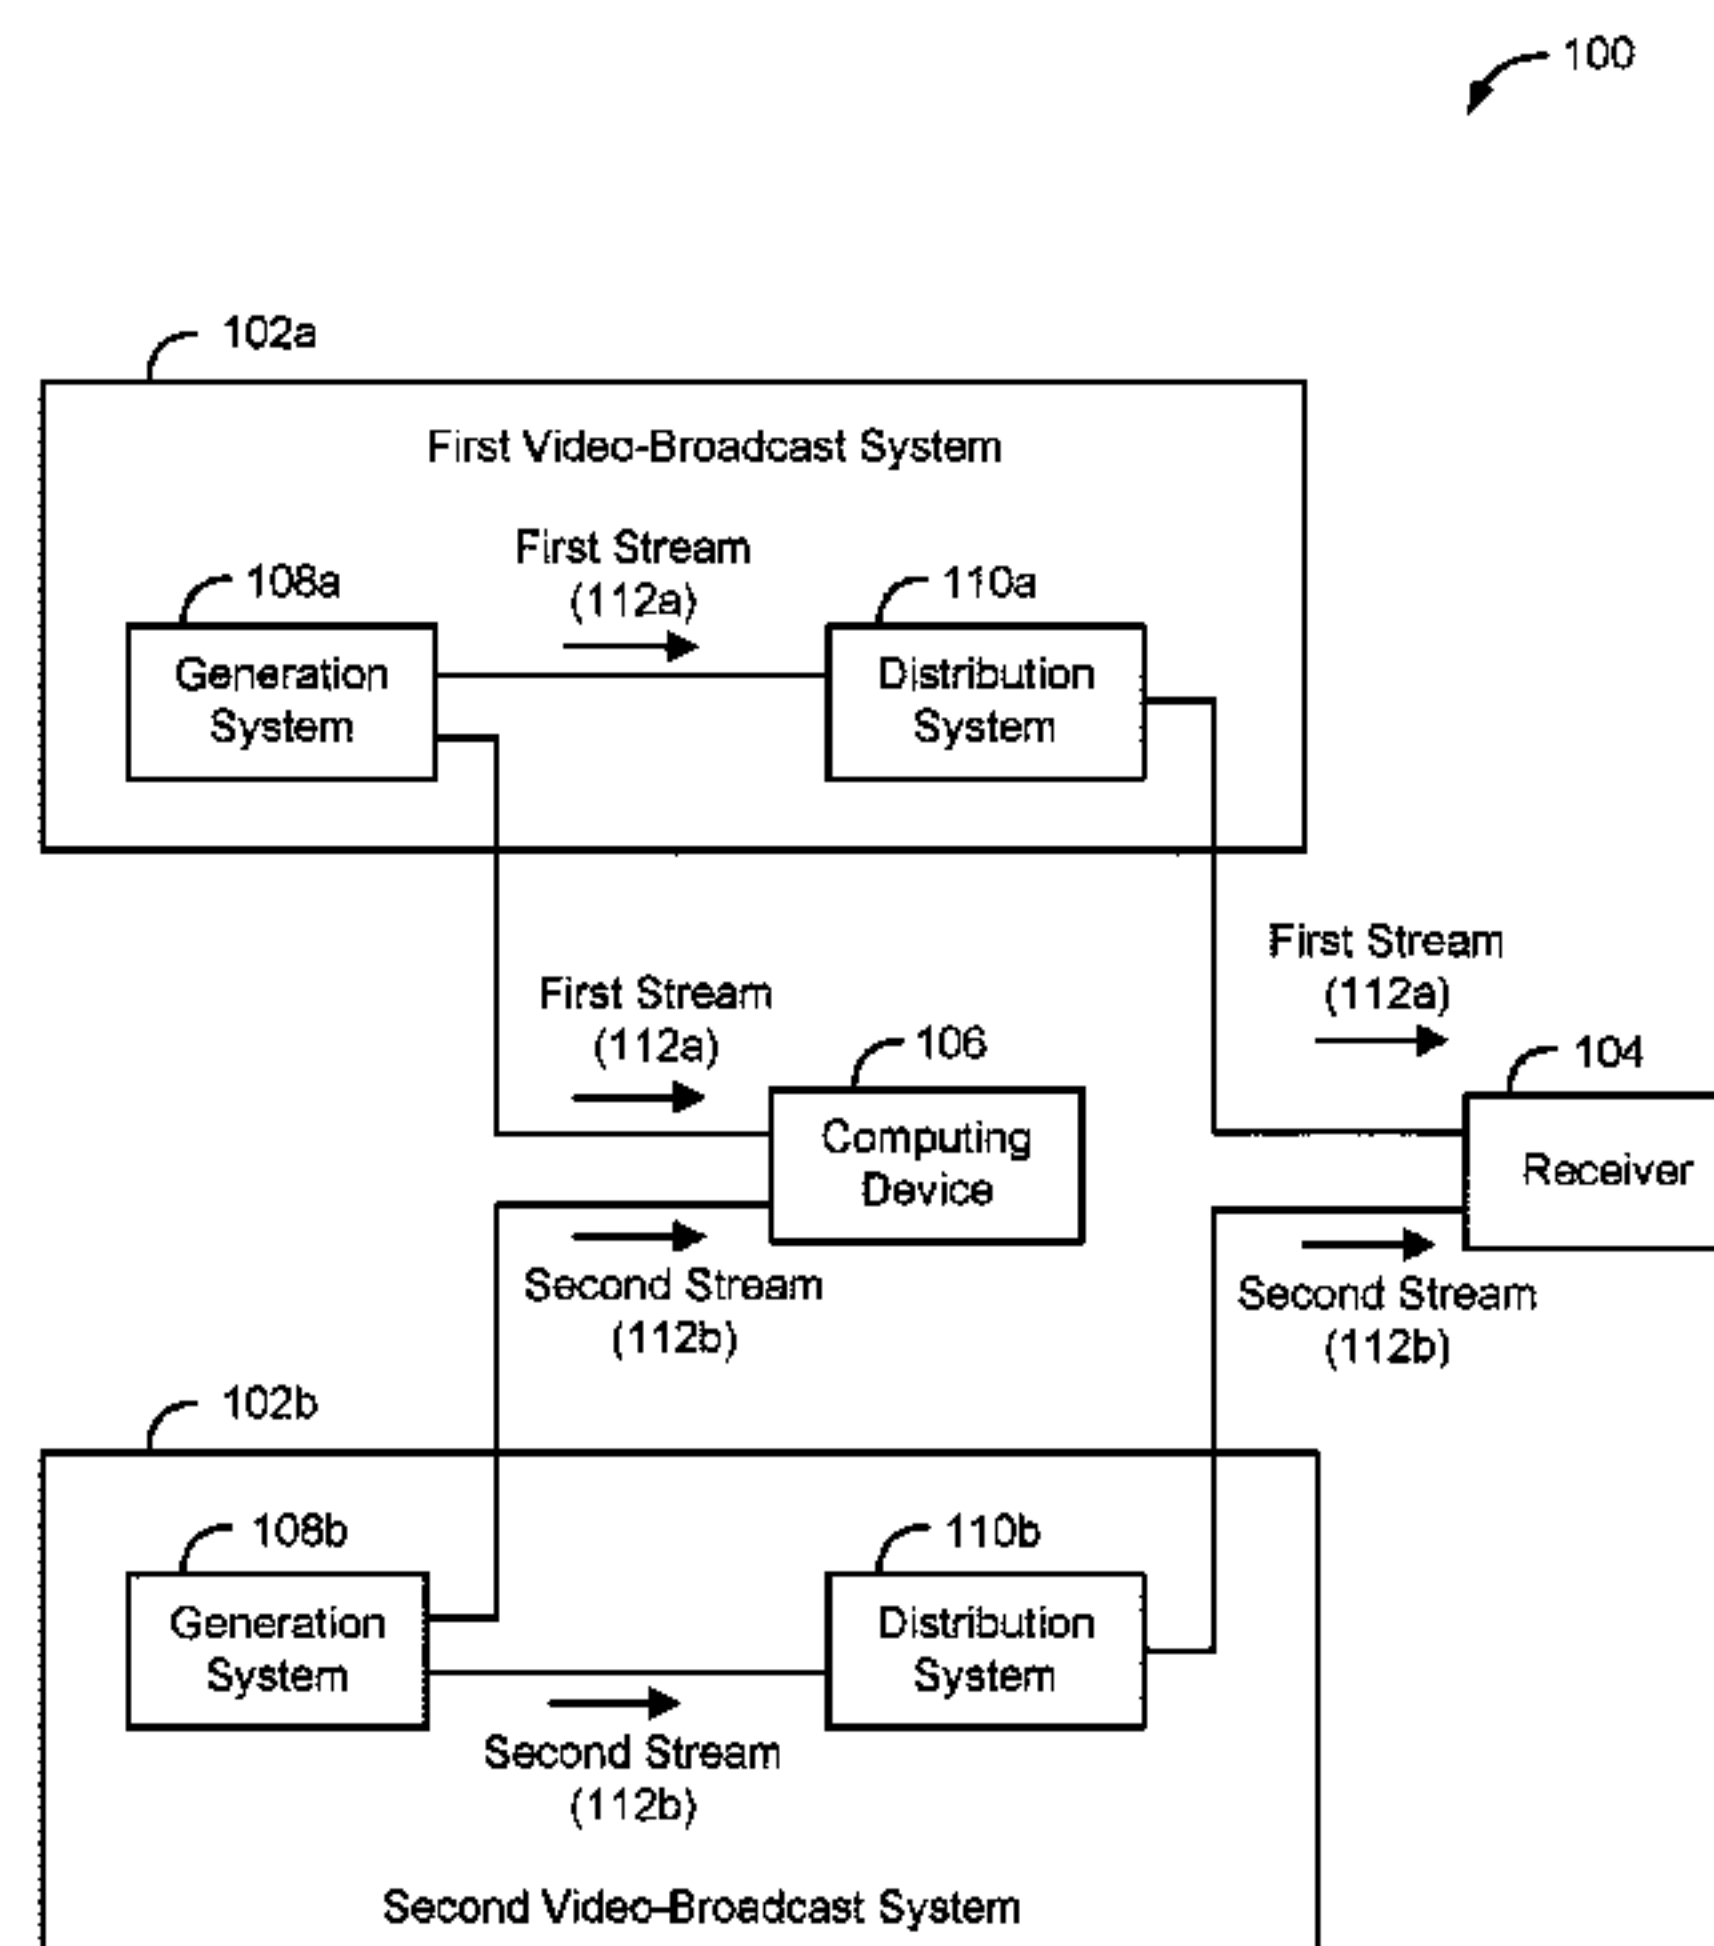 100
102a
First Video-Broadcast System
First Stream
(112a)
108a
110a
Generation
System
Distribution
System
First Stream
(112a)
First Stream
(112a)
106
104
Computing
Device
Receiver
Second Stream
(112b)
Second Stream
(112b)
102b
108b
110b
Generation
System
Distribution
System
Second Stream
(112b)
Second Video-Broadcast System